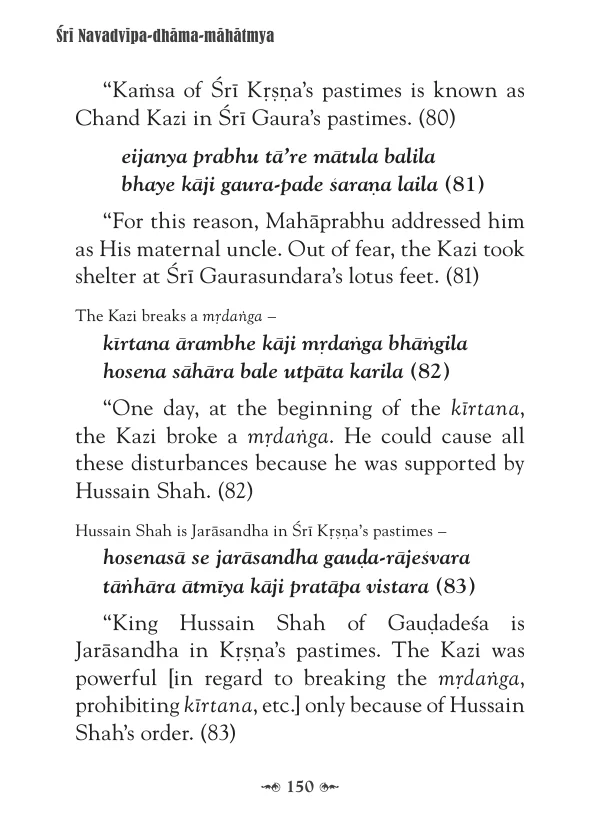 Śrī Navadvīpa-dhāma-māhātmya
“Kaṁsa of Śrī Kṛṣṇa’s pastimes is known as
Chand Kazi in Śrī Gaura’s pastimes. (80)
eijanya prabhu tā’re mātula balila
bhaye kāji gaura-pade śaraṇa laila (81)
“For this reason, Mahāprabhu addressed him
as His maternal uncle. Out of fear, the Kazi took
shelter at Śrī Gaurasundara’s lotus feet. (81)
The Kazi breaks a mṛdaṅga –
kīrtana ārambhe kāji mṛdaṅga bhāṅgila
hosena sāhāra bale utpāta karila (82)
“One day, at the beginning of the kīrtana,
the Kazi broke a mṛdaṅga. He could cause all
these disturbances because he was supported by
Hussain Shah. (82)
Hussain Shah is Jarāsandha in Śrī Kṛṣṇa’s pastimes –
hosenasā se jarāsandha gauḍa-rājeśvara
tāṅhāra ātmīya kāji pratāpa vistara (83)
“King Hussain Shah of Gauḍadeśa is
Jarāsandha in Kṛṣṇa’s pastimes. The Kazi was
powerful [in regard to breaking the mṛdaṅga,
prohibiting kīrtana, etc.] only because of Hussain
Shah’s order. (83)
150